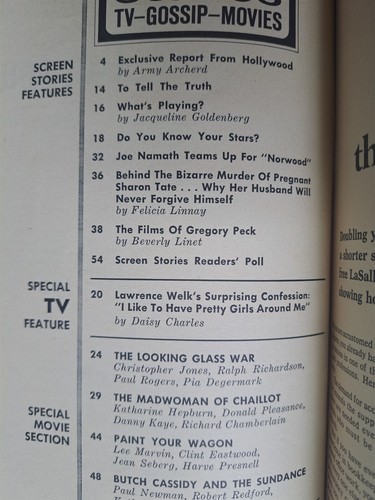 TV–GOSSIP–MOVIES
SCREEN
STORIES
FEATURES
4 Exclusive Report From Hollywood
by Army Archerd
14 To Tell The Truth
16 What's Playing?
by Jacqueline Goldenberg
18 Do You Know Your Stars?
32 Joe Namath Teams Up For "Norwood"
36 Behind The Bizarre Murder Of Pregnant
Sharon Tate . . . Why Her Husband Will
Never Forgive Himself
by Felicia Linnay
38 The Films Of Gregory Peck
by Beverly Linet
54 Screen Stories Readers' Poll
SPECIAL
TV
FEATURE
20 Lawrence Welk's Surprising Confession:
"I Like To Have Pretty Girls Around Me"
by Daisy Charles
SPECIAL
MOVIE
SECTION
24 THE LOOKING GLASS WAR
Christopher Jones, Ralph Richardson,
Paul Rogers, Pia Degermark
29 THE MADWOMAN OF CHAILLOT
Katharine Hepburn, Donald Pleasance,
Danny Kaye, Richard Chamberlain
44 PAINT YOUR WAGON
Lee Marvin, Clint Eastwood,
Jean Seberg, Harve Presnell
48 BUTCH CASSIDY AND THE SUNDANCE
Paul Newman, Robert Redford,
th
Doubling y
a shorter s
free LaSall
showing ho